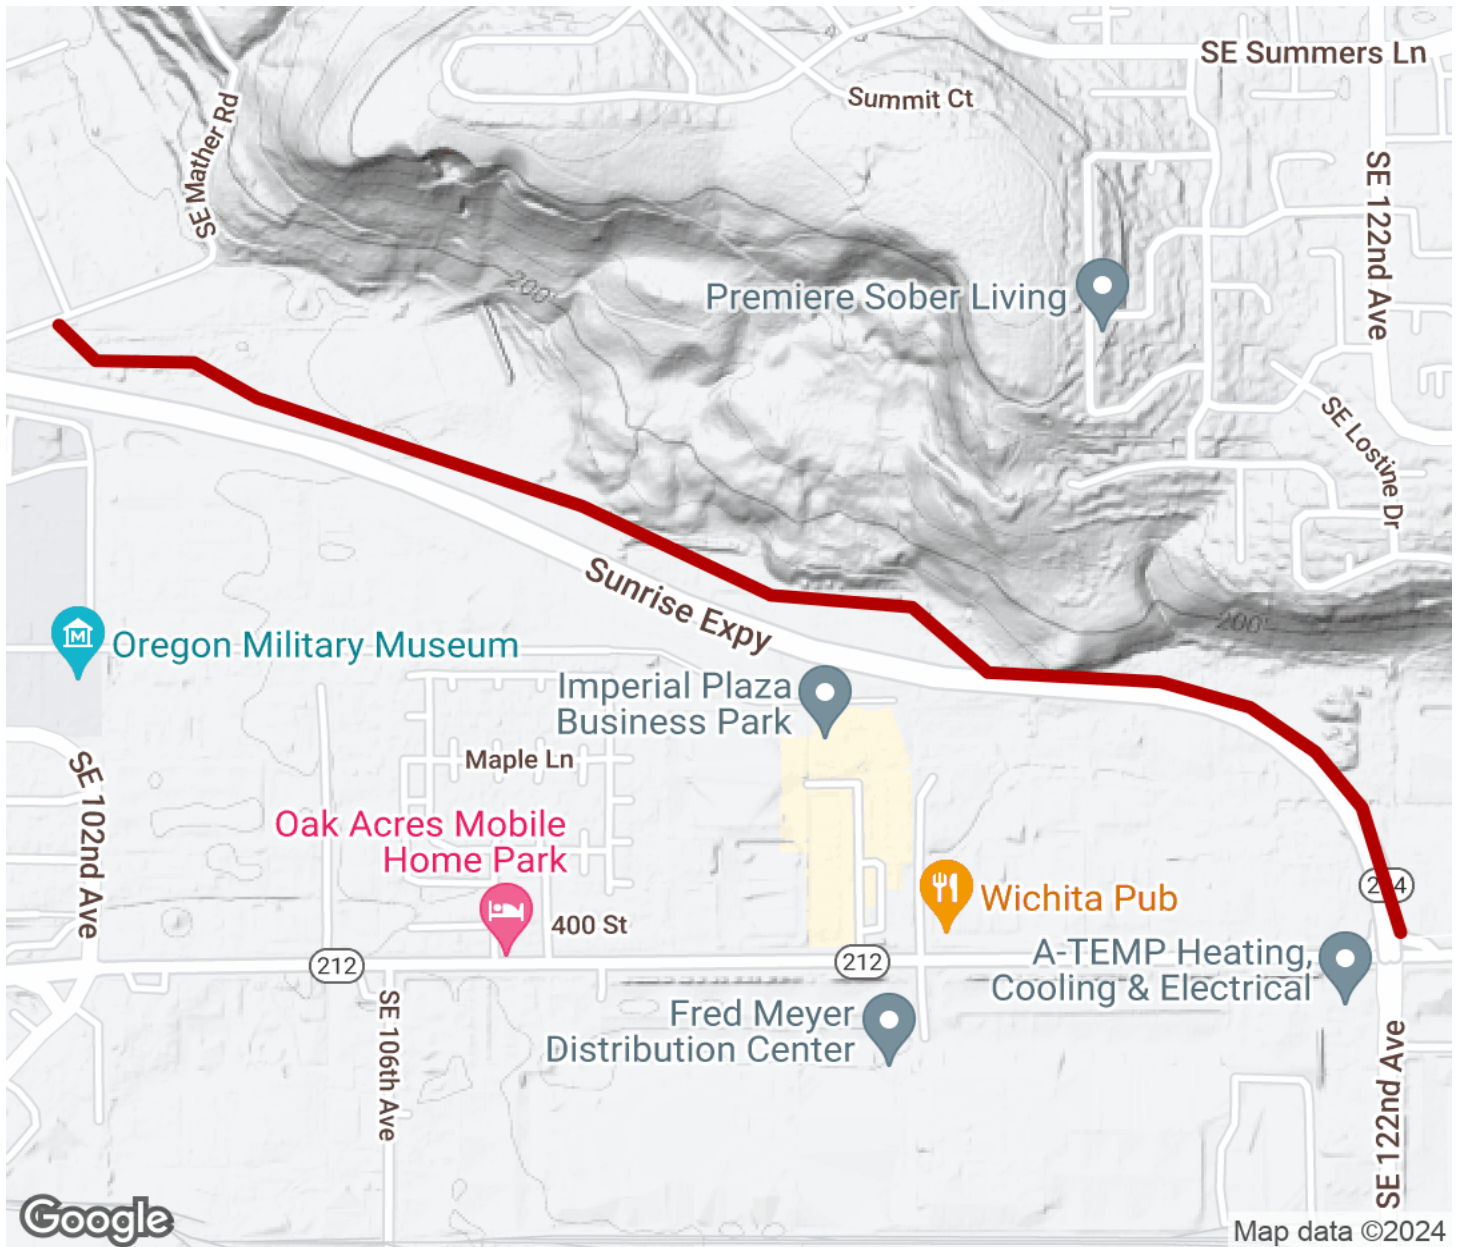 SE Summers Ln
Summit Ct
SE Mather Rd
SE 122nd Ave
200'
Premiere Sober Living
SE Lostine Dr
Sunrise Expy
200'
Oregon Military Museum
Imperial Plaza
Business Park
Maple Ln
SE 102nd Ave
Oak Acres Mobile
Home Park
400 St
Wichita Pub
212
212
A-TEMP Heating,
Cooling & Electrical
Fred Meyer
Distribution Center
SE 106th Ave
SE 122nd Ave
Google
Map data ©2024